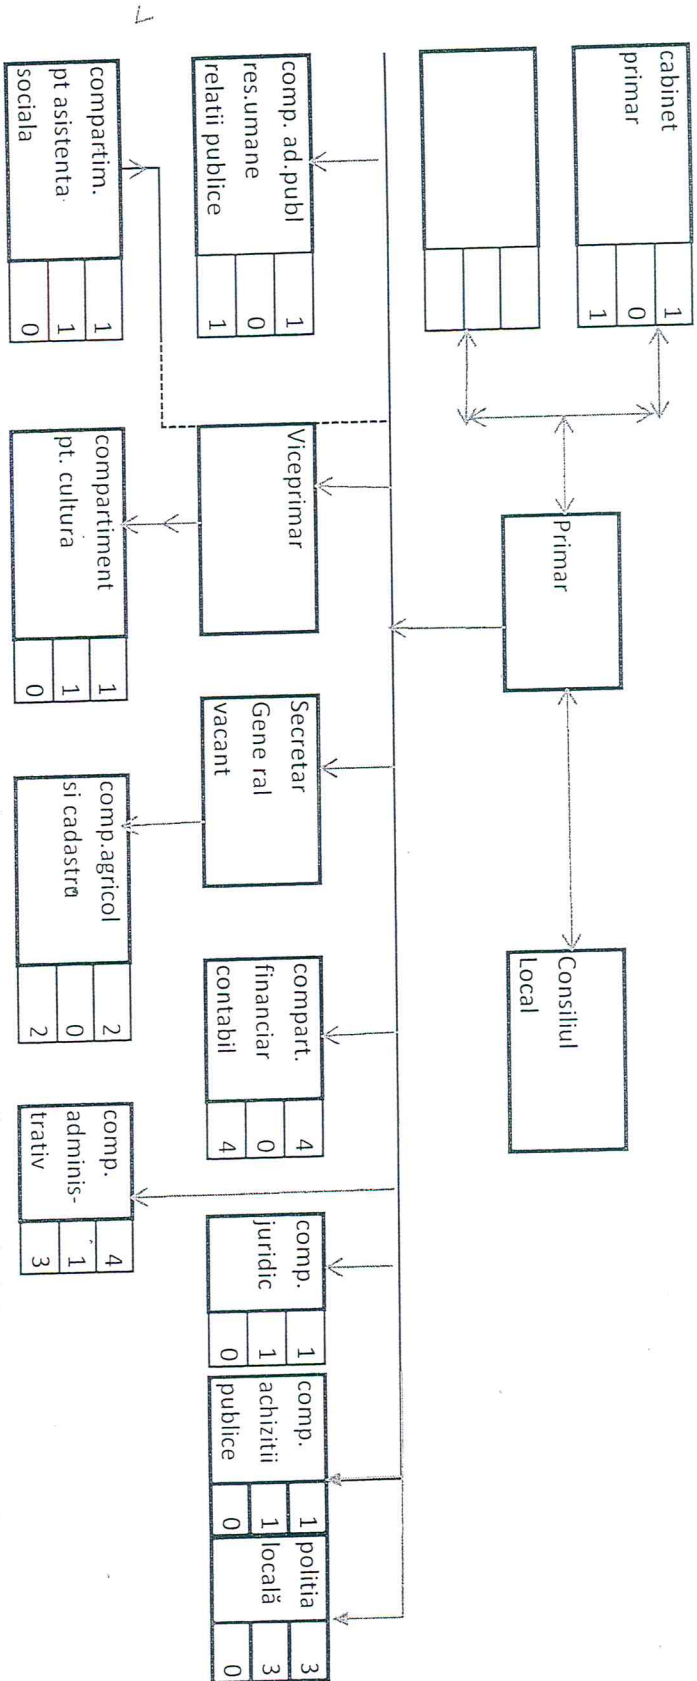 cabinet
primar
1
0
1
Primar
Consiliul
Local
comp. ad.publ
res.umane
relatii publice
1
0
1
Viceprimar
Secretar
Gene ral
vacant
compart.
financiar
contabil
4
0
4
comp.
juridic
1
1
0
comp.
achizitii
publice
1
1
0
politia
locală
3
3
0
compartim.
pt asistenta
sociala
1
1
0
compartiment
pt. cultura
1
1
0
comp.agricol
si cadastru
2
0
2
comp.
adminis-
trativ
4
1
3